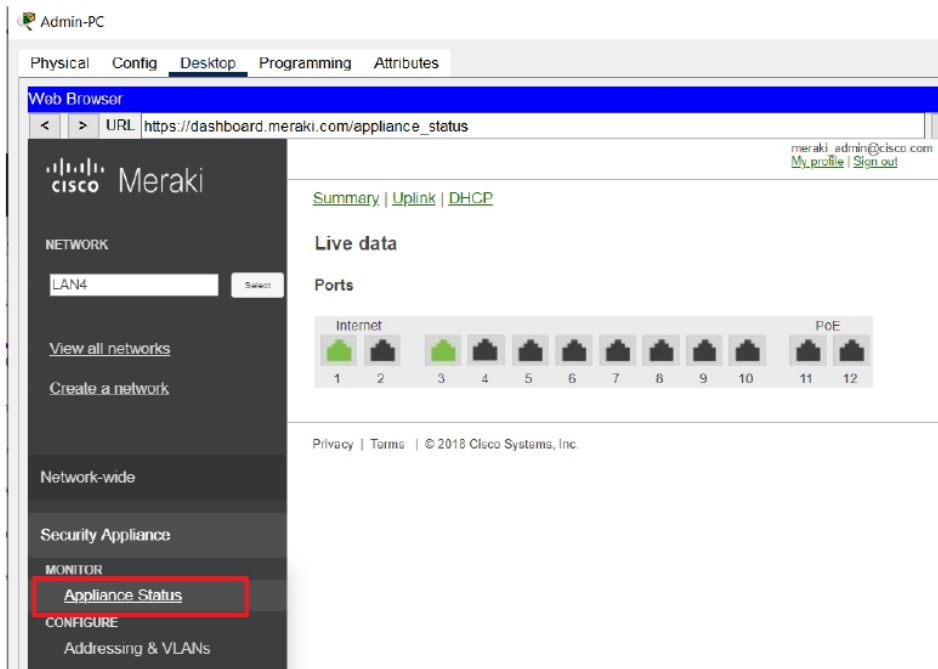 Admin-PC
Physical Config Desktop Programming Attributes
Web Browser
< > URL https://dashboard.meraki.com/appliance_status
meraki_admin@cisco.com
My profile | Sign out
CISCO Meraki
Summary | Uplink | DHCP
NETWORK
Live data
LAN4 Select
Ports
Internet PoE
1 2 3 4 5 6 7 8 9 10 11 12
View all networks
Create a network
Privacy | Terms | © 2018 Cisco Systems, Inc.
Network-wide
Security Appliance
MONITOR
Appliance Status
CONFIGURE
Addressing & VLANs